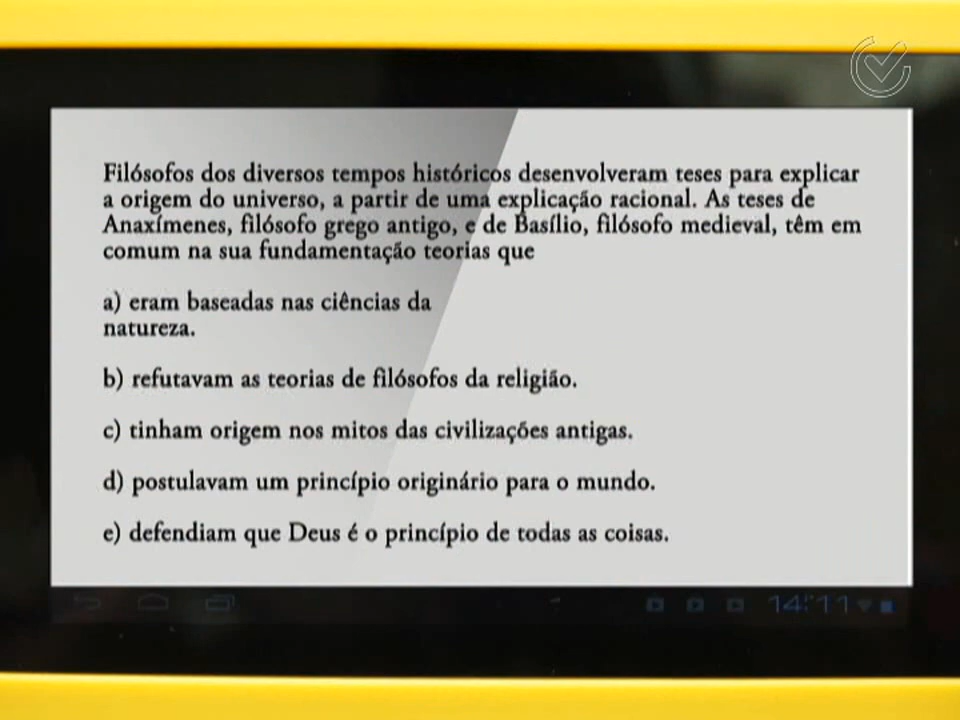 Filósofos dos diversos tempos históricos desenvolveram teses para explicar
a origem do universo, a partir de uma explicação racional. As teses de
Anaxímenes, filósofo grego antigo, e de Basílio, filósofo medieval, têm em
comum na sua fundamentação teorias que
a) eram baseadas nas ciências da
natureza.
b) refutavam as teorias de filósofos da religião.
c) tinham origem nos mitos das civilizações antigas.
d) postulavam um princípio originário para o mundo.
e) defendiam que Deus é o princípio de todas as coisas.
14:11